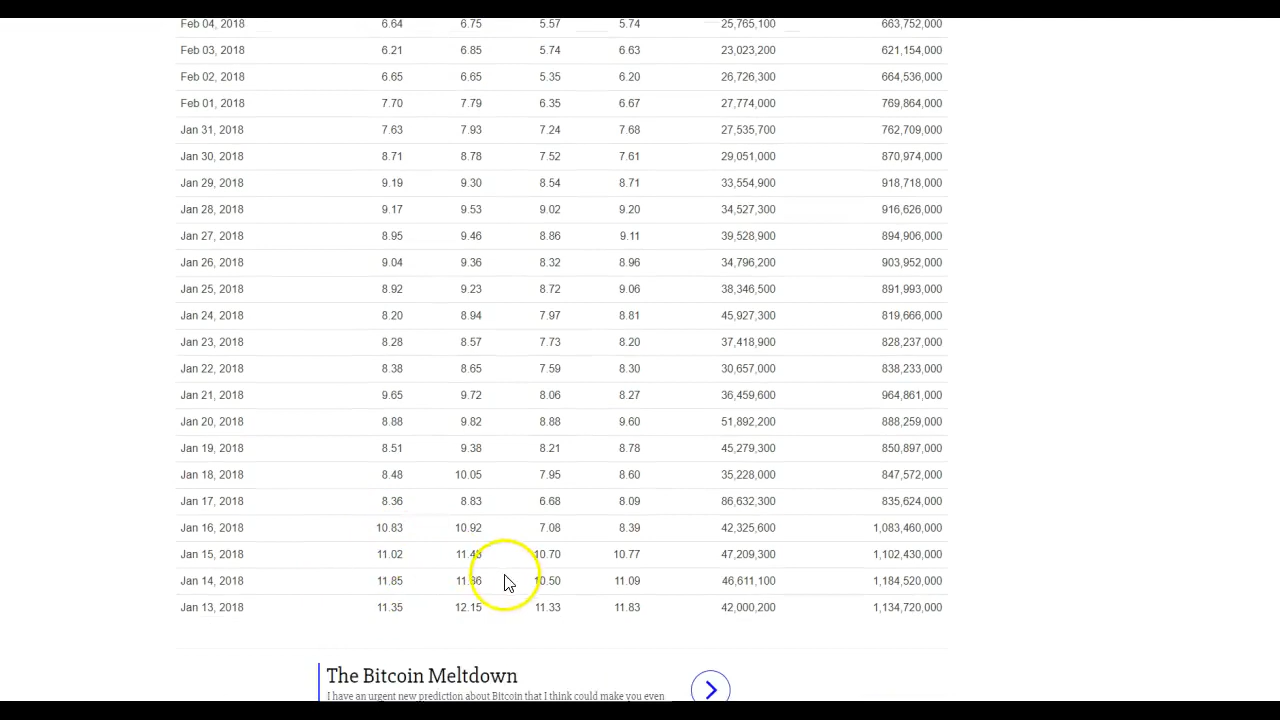 Feb 04, 2018 6.64 6.75 5.57 5.74 25,765,100 663,752,000
Feb 03, 2018 6.21 6.85 5.74 6.63 23,023,200 621,154,000
Feb 02, 2018 6.65 6.65 5.35 6.20 26,726,300 664,536,000
Feb 01, 2018 7.70 7.79 6.35 6.67 27,774,000 769,864,000
Jan 31, 2018 7.63 7.93 7.24 7.68 27,535,700 762,709,000
Jan 30, 2018 8.71 8.78 7.52 7.61 29,051,000 870,974,000
Jan 29, 2018 9.19 9.30 8.54 8.71 33,554,900 918,718,000
Jan 28, 2018 9.17 9.53 9.02 9.20 34,527,300 916,626,000
Jan 27, 2018 8.95 9.46 8.86 9.11 39,528,900 894,906,000
Jan 26, 2018 9.04 9.36 8.32 8.96 34,796,200 903,952,000
Jan 25, 2018 8.92 9.23 8.72 9.06 38,346,500 891,993,000
Jan 24, 2018 8.20 8.94 7.97 8.81 45,927,300 819,666,000
Jan 23, 2018 8.28 8.57 7.73 8.20 37,418,900 828,237,000
Jan 22, 2018 8.38 8.65 7.59 8.30 30,657,000 838,233,000
Jan 21, 2018 9.65 9.72 8.06 8.27 36,459,600 964,861,000
Jan 20, 2018 8.88 9.82 8.88 9.60 51,892,200 888,259,000
Jan 19, 2018 8.51 9.38 8.21 8.78 45,279,300 850,897,000
Jan 18, 2018 8.48 10.05 7.95 8.60 35,228,000 847,572,000
Jan 17, 2018 8.36 8.83 6.68 8.09 86,632,300 835,624,000
Jan 16, 2018 10.83 10.92 7.08 8.39 42,325,600 1,083,460,000
Jan 15, 2018 11.02 10.70 10.77 47,209,300 1,102,430,000
Jan 14, 2018 11.85 10.50 11.09 46,611,100 1,184,520,000
Jan 13, 2018 11.35 12.15 11.33 11.83 42,000,200 1,134,720,000
The Bitcoin Meltdown
I have an urgent new prediction about Bitcoin that I think could make you even